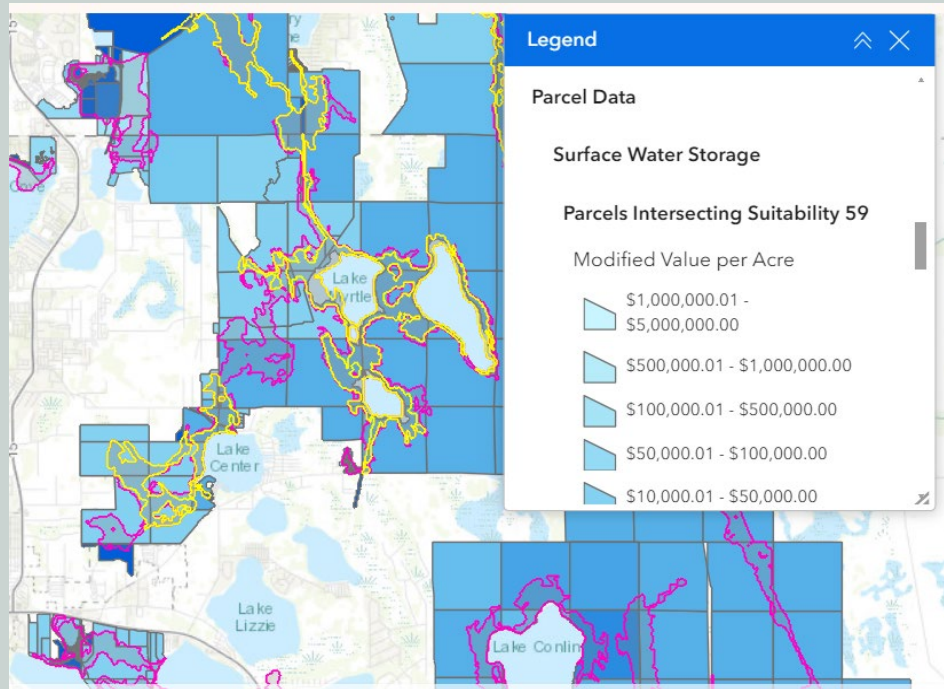 Legend
Parcel Data
Surface Water Storage
Parcels Intersecting Suitability 59
Modified Value per Acre
$1,000,000.01 -
$5,000,000.00
$500,000.01 - $1,000,000.00
$100,000.01 - $500,000.00
$50,000.01 - $100,000.00
$10,000.01 - $50,000.00
Lake
Lake
Center
Lake
Lizzie
Lake Conlin